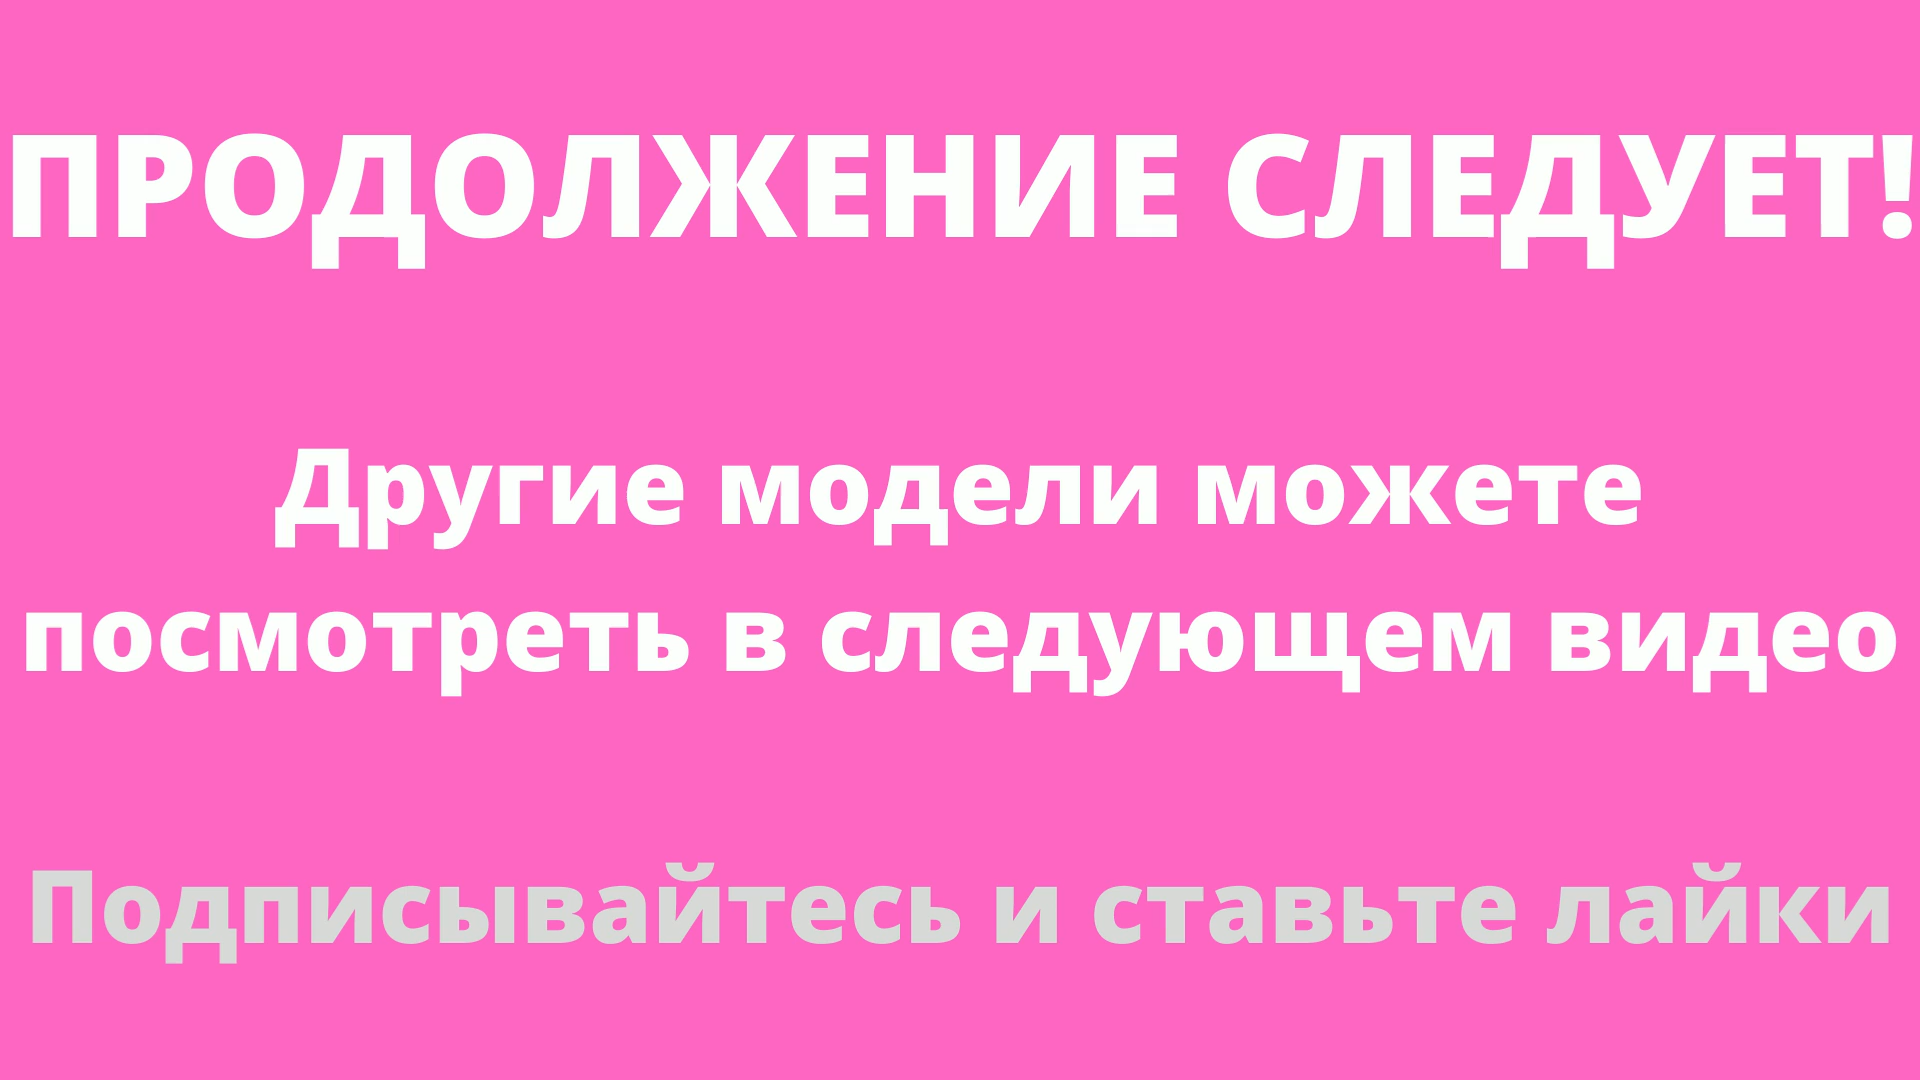 ПРОДОЛЖЕНИЕ СЛЕДУЕТ!
Другие модели можете
посмотреть в следующем видео
Подписывайтесь и ставьте лайки